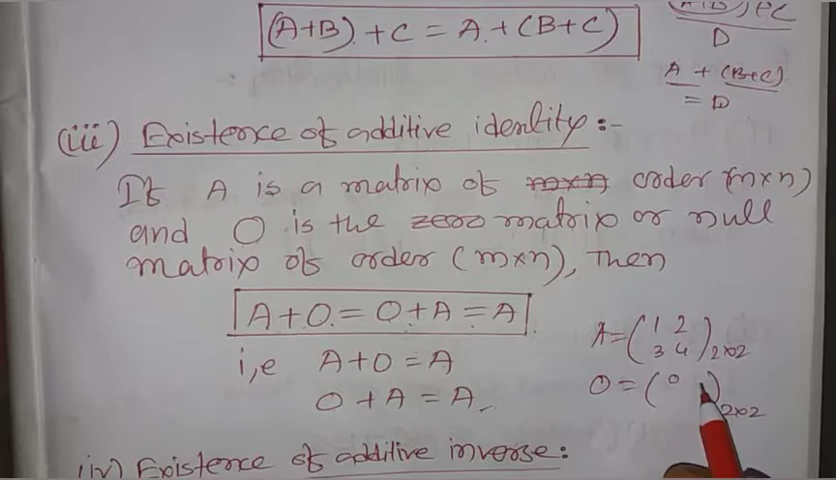 (A+B) + C = A + (B+C)
D
A + (B+C)
= D
(iii) Existence of additive identity :-
If A is a matrix of order (m×n)
and O is the zero matrix or null
matrix of order (m×n), Then
A+O = O+A = A
i,e A+O = A
O + A = A
A = ( 1 2
3 4 )2×2
O = ( 0 )2×2
(iv) Existence of additive inverse :